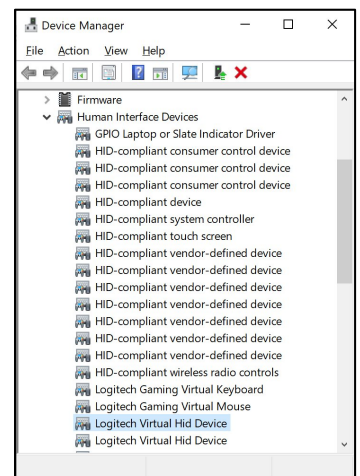 Device Manager
File Action View Help
Firmware
Human Interface Devices
GPIO Laptop or Slate Indicator Driver
HID-compliant consumer control device
HID-compliant consumer control device
HID-compliant consumer control device
HID-compliant device
HID-compliant system controller
HID-compliant touch screen
HID-compliant vendor-defined device
HID-compliant vendor-defined device
HID-compliant vendor-defined device
HID-compliant vendor-defined device
HID-compliant vendor-defined device
HID-compliant vendor-defined device
HID-compliant vendor-defined device
HID-compliant wireless radio controls
Logitech Gaming Virtual Keyboard
Logitech Gaming Virtual Mouse
Logitech Virtual Hid Device
Logitech Virtual Hid Device